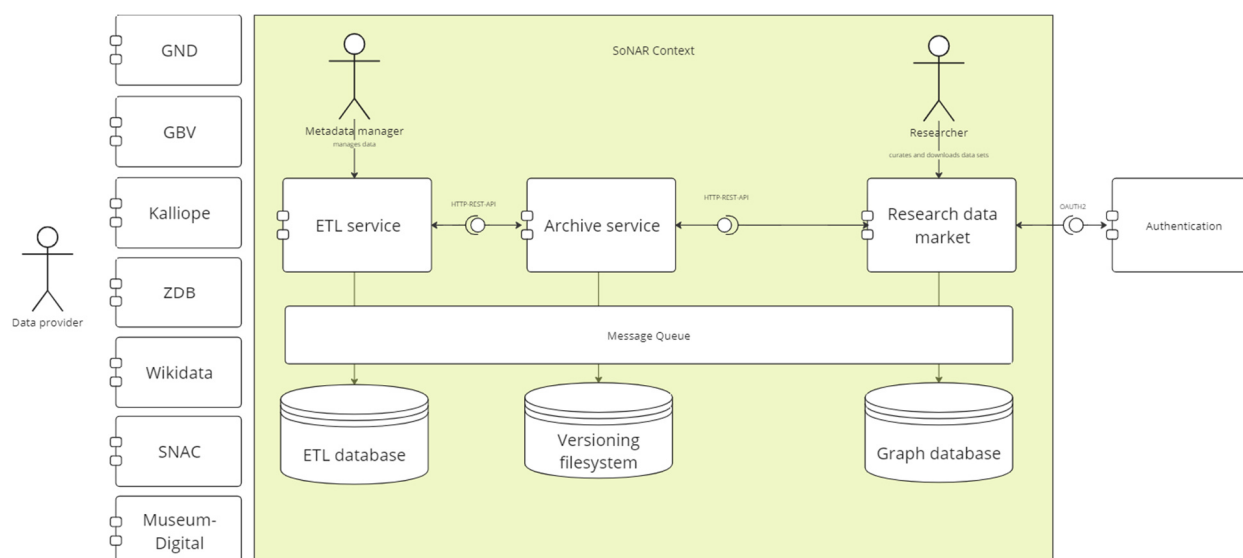 GND
GBV
Kalliope
ZDB
Wikidata
SNAC
Museum-
Digital
Data provider
SoNAR Context
Metadata manager
manages data
Researcher
curates and downloads data sets
ETL service
HTTP-REST-API
Archive service
HTTP-REST-API
Research data
market
OAUTH2
Authentication
Message Queue
ETL database
Versioning
filesystem
Graph database